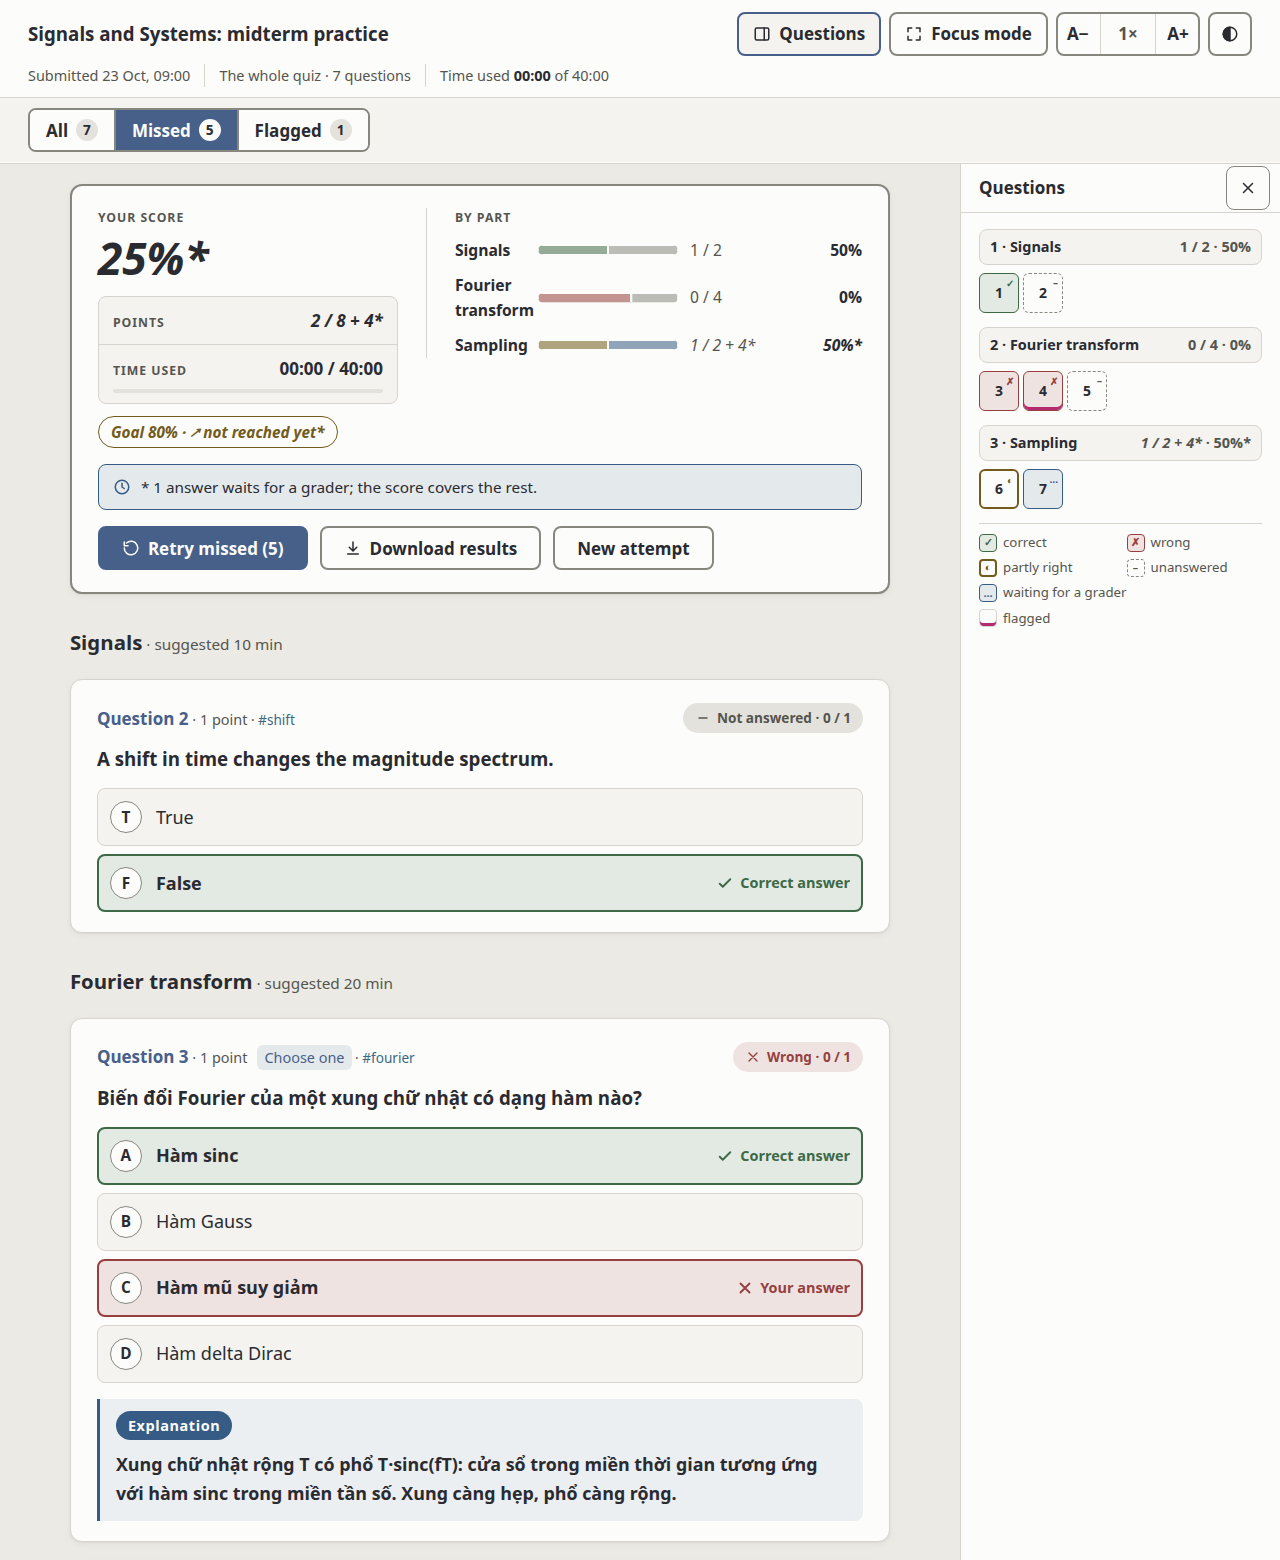 Signals and Systems: midterm practice
Questions
Focus mode
A−
1×
A+
Submitted 23 Oct, 09:00
The whole quiz · 7 questions
Time used 00:00 of 40:00
All 7
Missed 5
Flagged 1
YOUR SCORE
25%*
POINTS 2 / 8 + 4*
TIME USED 00:00 / 40:00
Goal 80% · ↗ not reached yet*
BY PART
Signals 1 / 2 50%
Fourier transform 0 / 4 0%
Sampling 1 / 2 + 4* 50%*
* 1 answer waits for a grader; the score covers the rest.
Retry missed (5)
Download results
New attempt
Signals · suggested 10 min
Question 2 · 1 point · #shift
– Not answered · 0 / 1
A shift in time changes the magnitude spectrum.
T True
F False ✓ Correct answer
Fourier transform · suggested 20 min
Question 3 · 1 point Choose one · #fourier
✕ Wrong · 0 / 1
Biến đổi Fourier của một xung chữ nhật có dạng hàm nào?
A Hàm sinc ✓ Correct answer
B Hàm Gauss
C Hàm mũ suy giảm ✕ Your answer
D Hàm delta Dirac
Explanation
Xung chữ nhật rộng T có phổ T·sinc(fT): cửa sổ trong miền thời gian tương ứng
với hàm sinc trong miền tần số. Xung càng hẹp, phổ càng rộng.
Questions
1 · Signals 1 / 2 · 50%
1 ✓ 2 –
2 · Fourier transform 0 / 4 · 0%
3 ✗ 4 ✗ 5 –
3 · Sampling 1 / 2 + 4* · 50%*
6 7 …
✓ correct
✗ wrong
partly right
– unanswered
… waiting for a grader
flagged